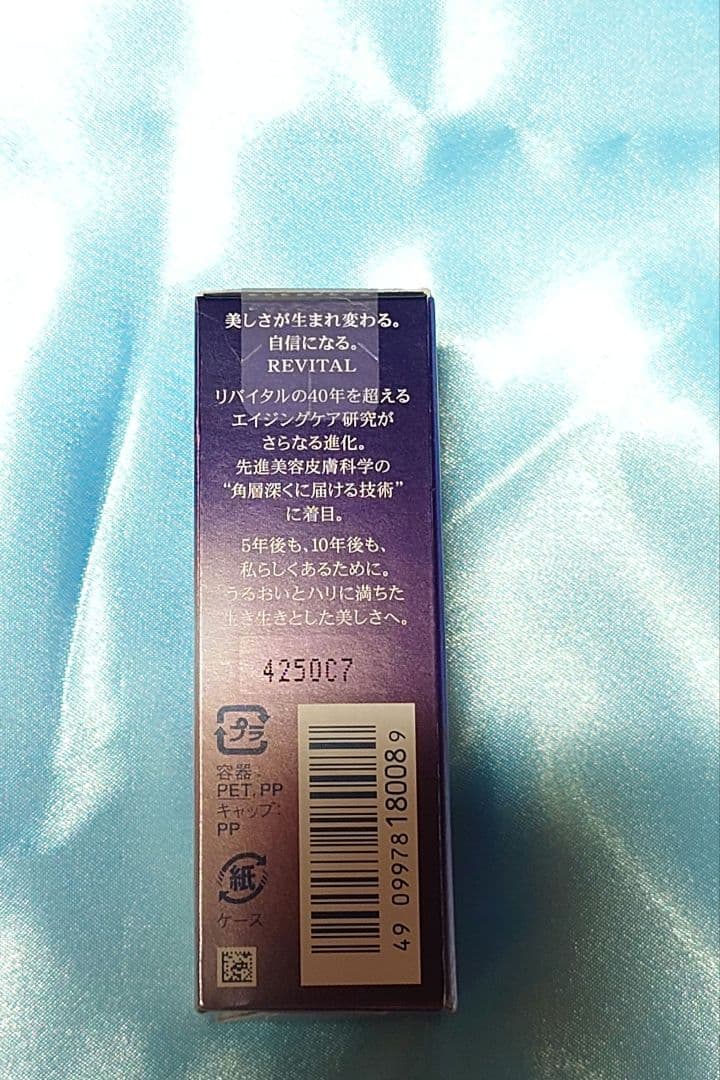 美しさが生まれ変わる。
自信になる。
REVITAL
リバイタルの40年を超える
エイジングケア研究が
さらなる進化。
先進美容皮膚科学の
“角層深くに届ける技術”
に着目。
5年後も、10年後も、
私らしくあるために。
うるおいとハリに満ちた
生き生きとした美しさへ。
4250C7
プラ
容器:
PET, PP
キャップ:
PP
紙
ケース
4909978180089